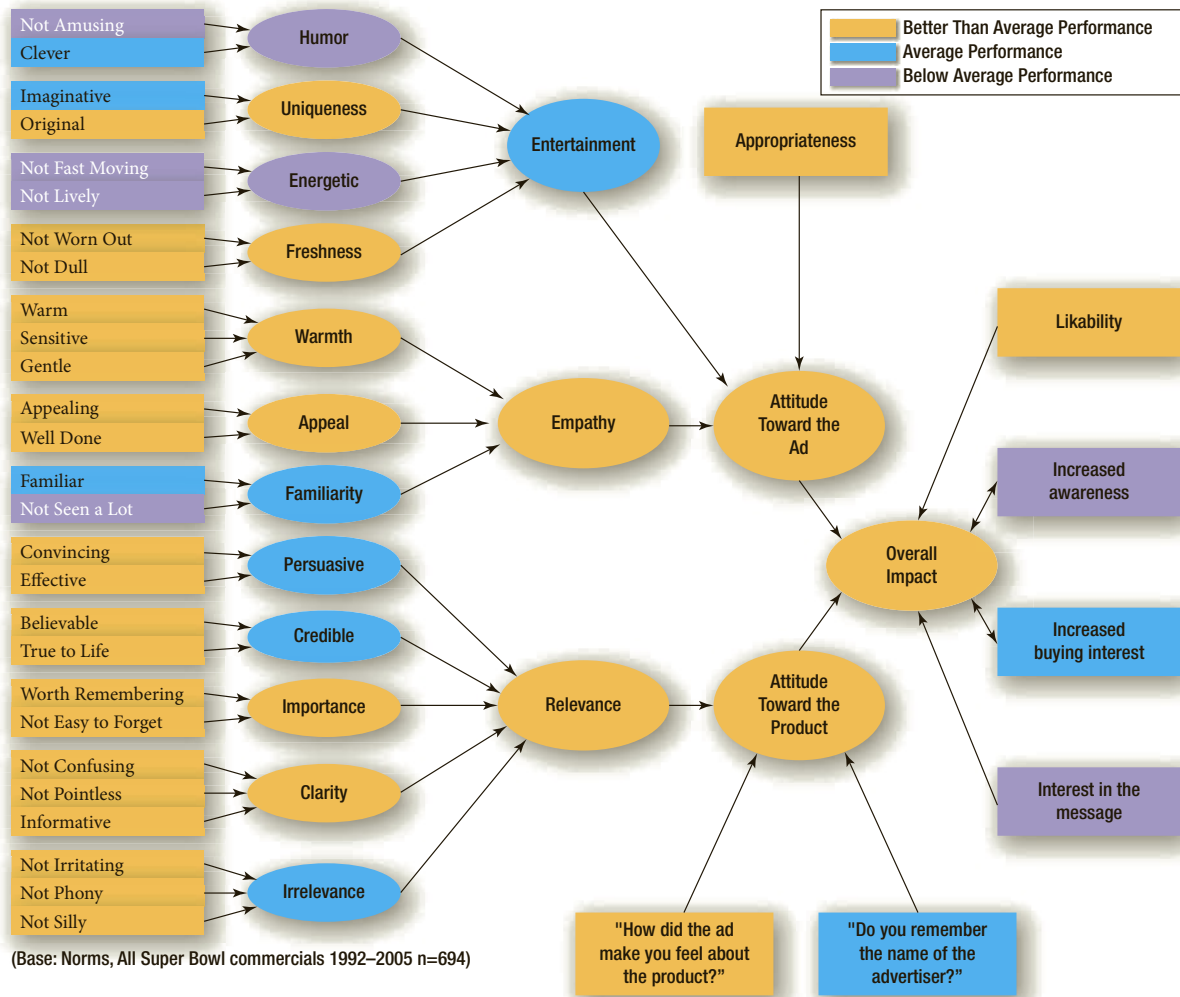 Better Than Average Performance
Average Performance
Below Average Performance
Not Amusing
Clever
Humor
Imaginative
Original
Uniqueness
Not Fast Moving
Not Lively
Energetic
Not Worn Out
Not Dull
Freshness
Entertainment
Appropriateness
Warm
Sensitive
Gentle
Warmth
Appealing
Well Done
Appeal
Familiar
Not Seen a Lot
Familiarity
Empathy
Attitude
Toward the
Ad
Likability
Increased
awareness
Overall
Impact
Increased
buying interest
Interest in the
message
Convincing
Effective
Persuasive
Believable
True to Life
Credible
Worth Remembering
Not Easy to Forget
Importance
Not Confusing
Not Pointless
Informative
Clarity
Not Irritating
Not Phony
Not Silly
Irrelevance
Relevance
Attitude
Toward the
Product
"How did the ad
make you feel about
the product?”
"Do you remember
the name of the
advertiser?”
(Base: Norms, All Super Bowl commercials 1992–2005 n=694)